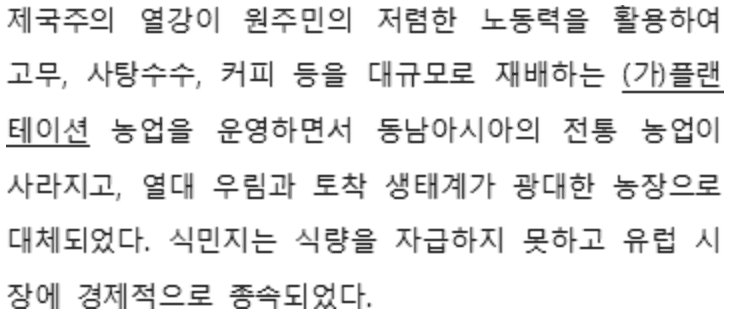 제국주의 열강이 원주민의 저렴한 노동력을 활용하여
고무, 사탕수수, 커피 등을 대규모로 재배하는 (가)플랜
테이션 농업을 운영하면서 동남아시아의 전통 농업이
사라지고, 열대 우림과 토착 생태계가 광대한 농장으로
대체되었다. 식민지는 식량을 자급하지 못하고 유럽 시
장에 경제적으로 종속되었다.